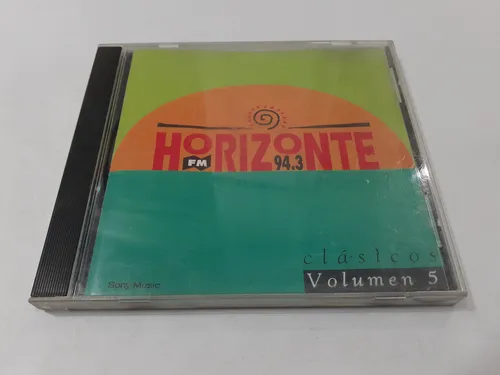 HORIZONTE
FM 94.3
clásicos
Volumen 5
Sony Music